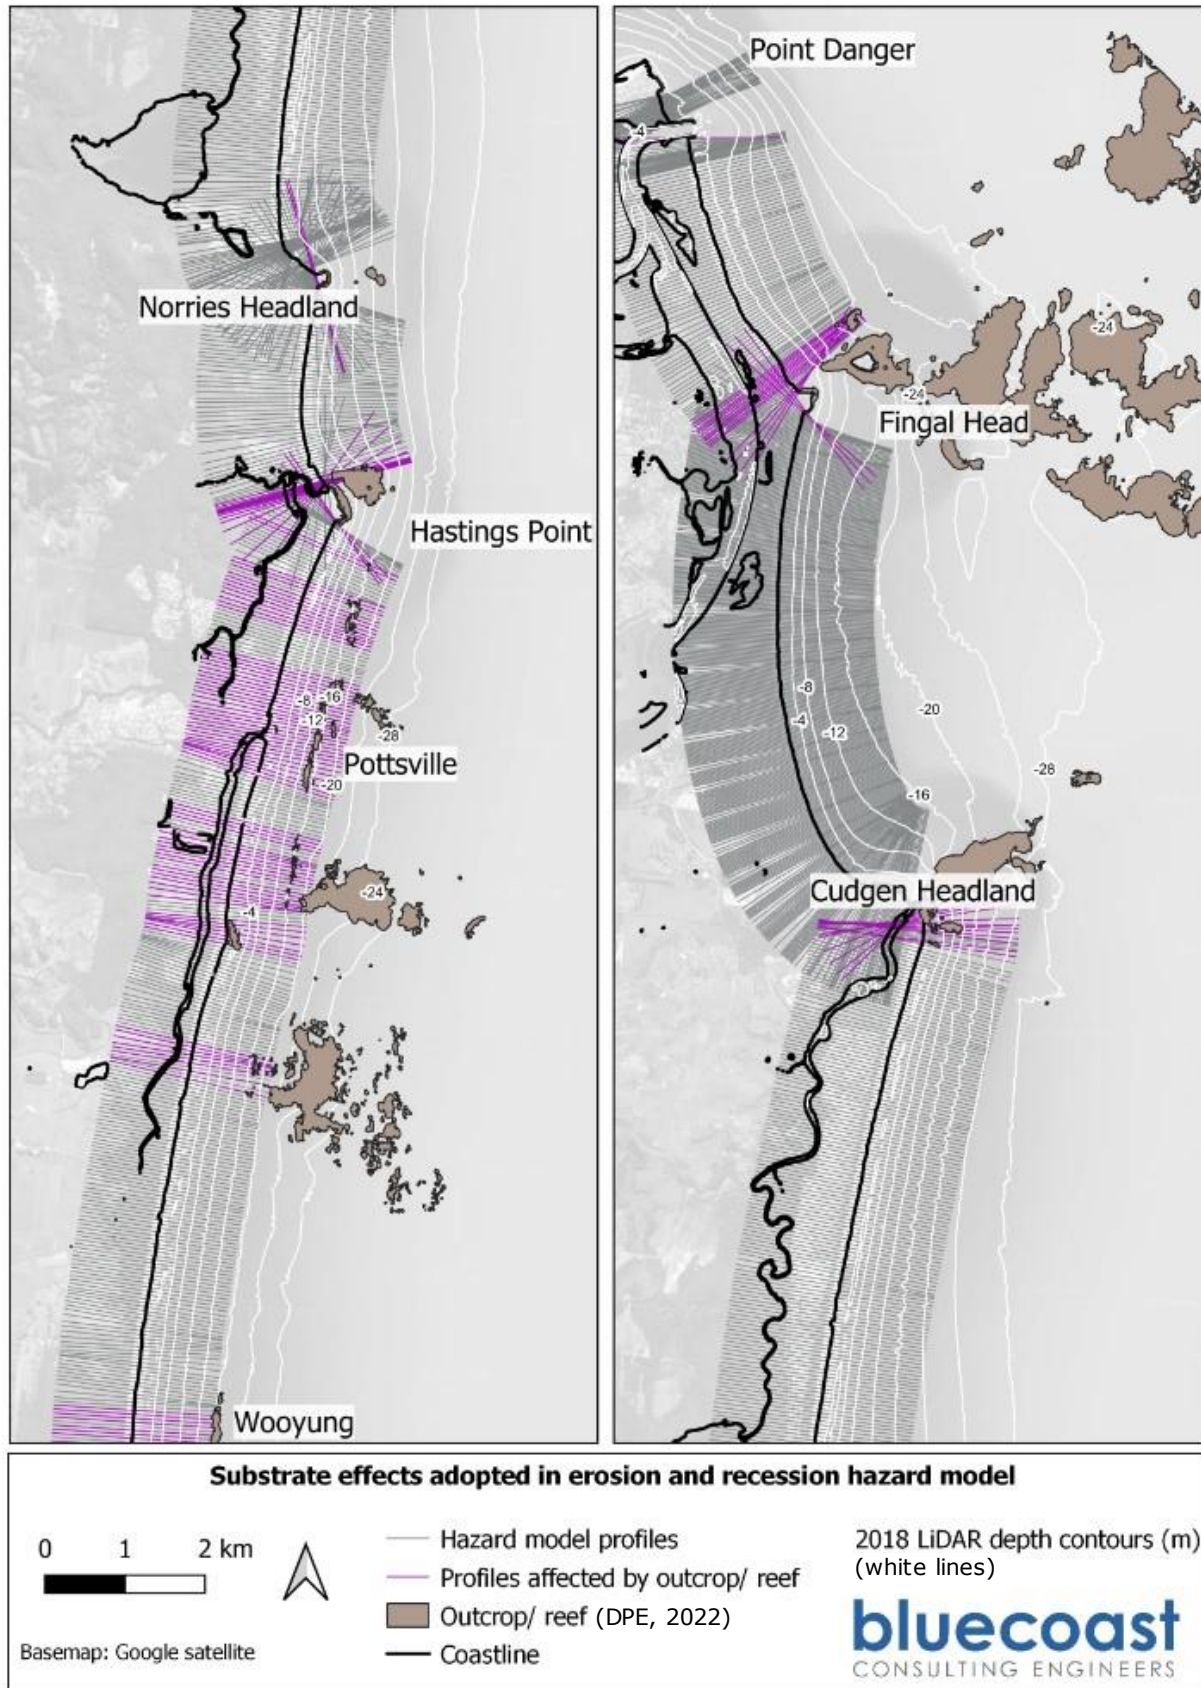 Point Danger
-4
-24
Norries Headland
-24
Fingal Head
Hastings Point
-8
-16
-12
-28
Pottsville
-20
-8
-4
-12
-20
-28
-16
-24
-4
Cudgen Headland
Wooyung
Substrate effects adopted in erosion and recession hazard model
0 1 2 km
Hazard model profiles
Profiles affected by outcrop/ reef
Outcrop/ reef (DPE, 2022)
Coastline
2018 LiDAR depth contours (m)
(white lines)
Basemap: Google satellite
bluecoast
CONSULTING ENGINEERS